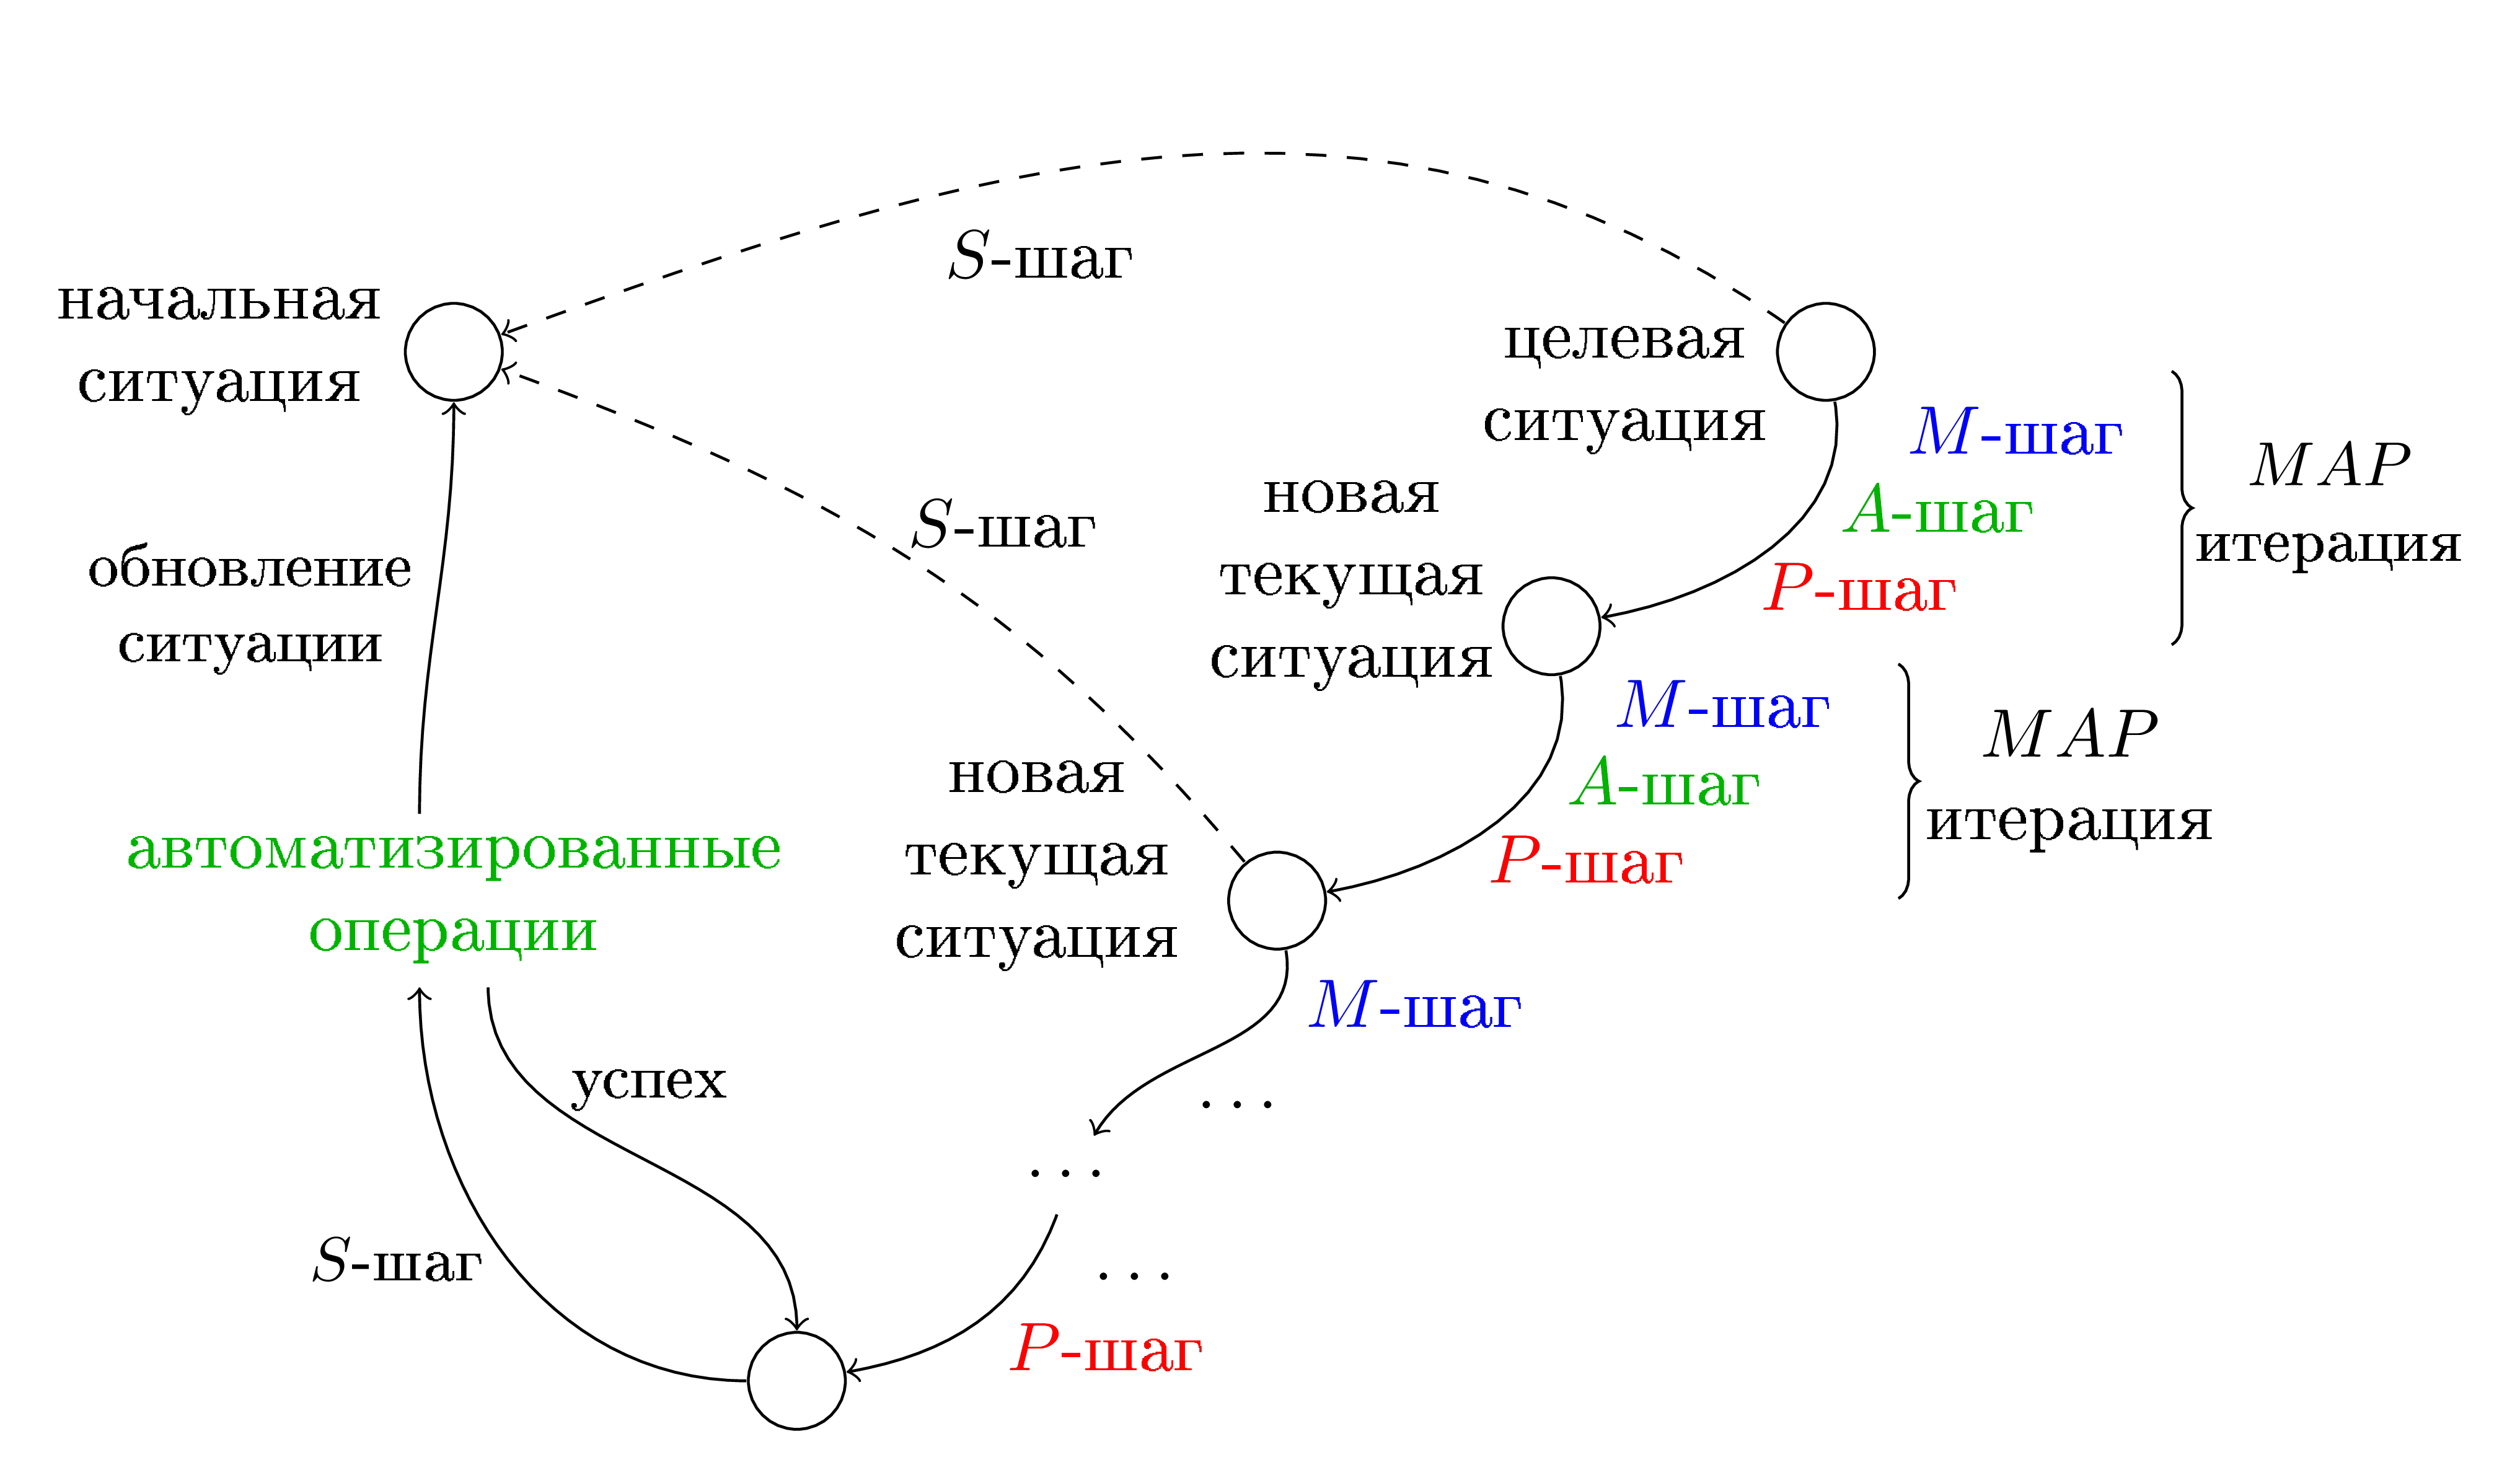 S-шаг
начальная
ситуация
целевая
ситуация
M-шаг
A-шаг
P-шаг
MAP
итерация
S-шаг
новая
текущая
ситуация
обновление
ситуации
M-шаг
A-шаг
P-шаг
MAP
итерация
новая
текущая
ситуация
автоматизированные
операции
M-шаг
...
успех
...
S-шаг
...
P-шаг